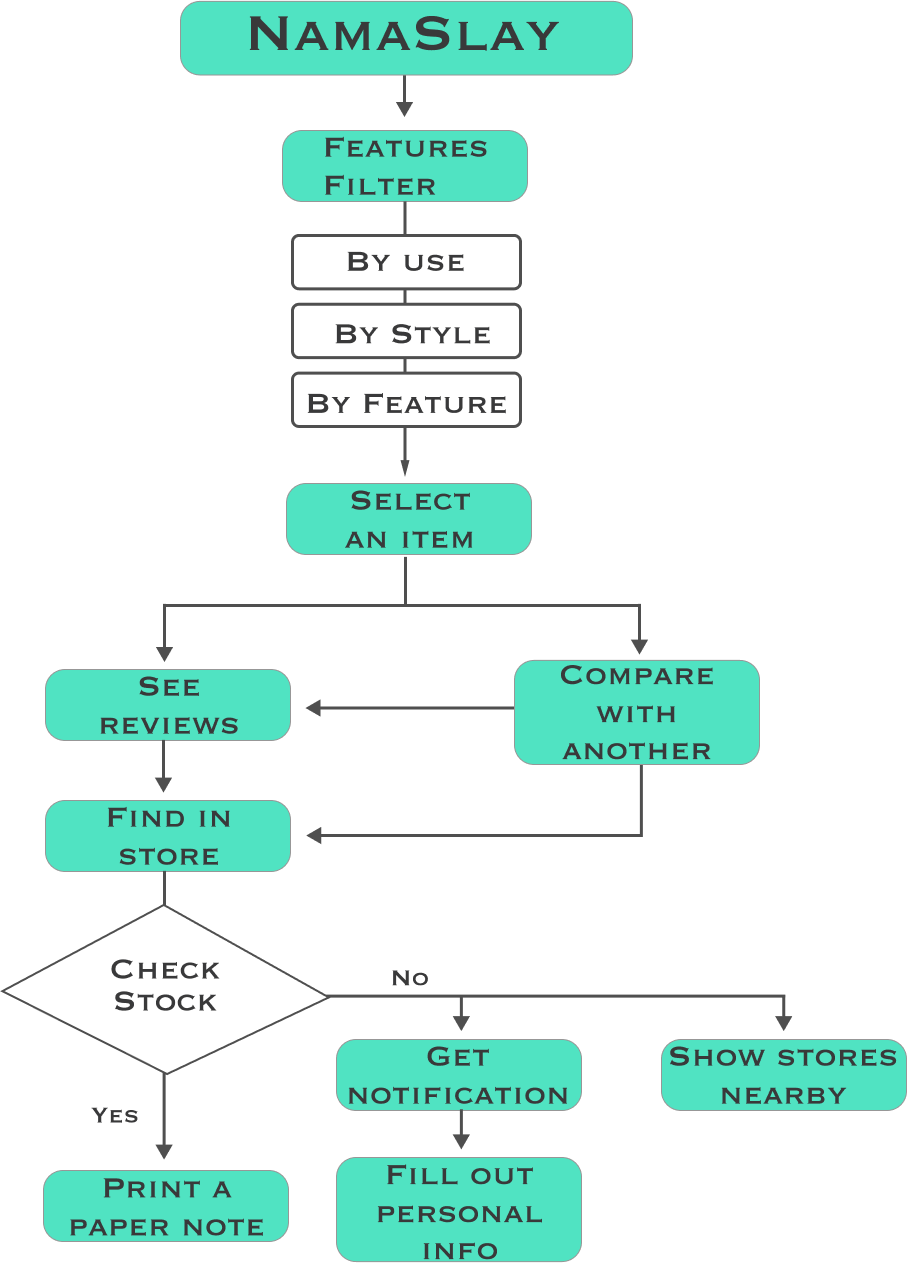 NamaSlay
Features
Filter
By use
By Style
By Feature
Select
an item
See
reviews
Compare
with
another
Find in
store
Check
Stock
No
Yes
Get
notification
Show stores
nearby
Print a
paper note
Fill out
personal
info